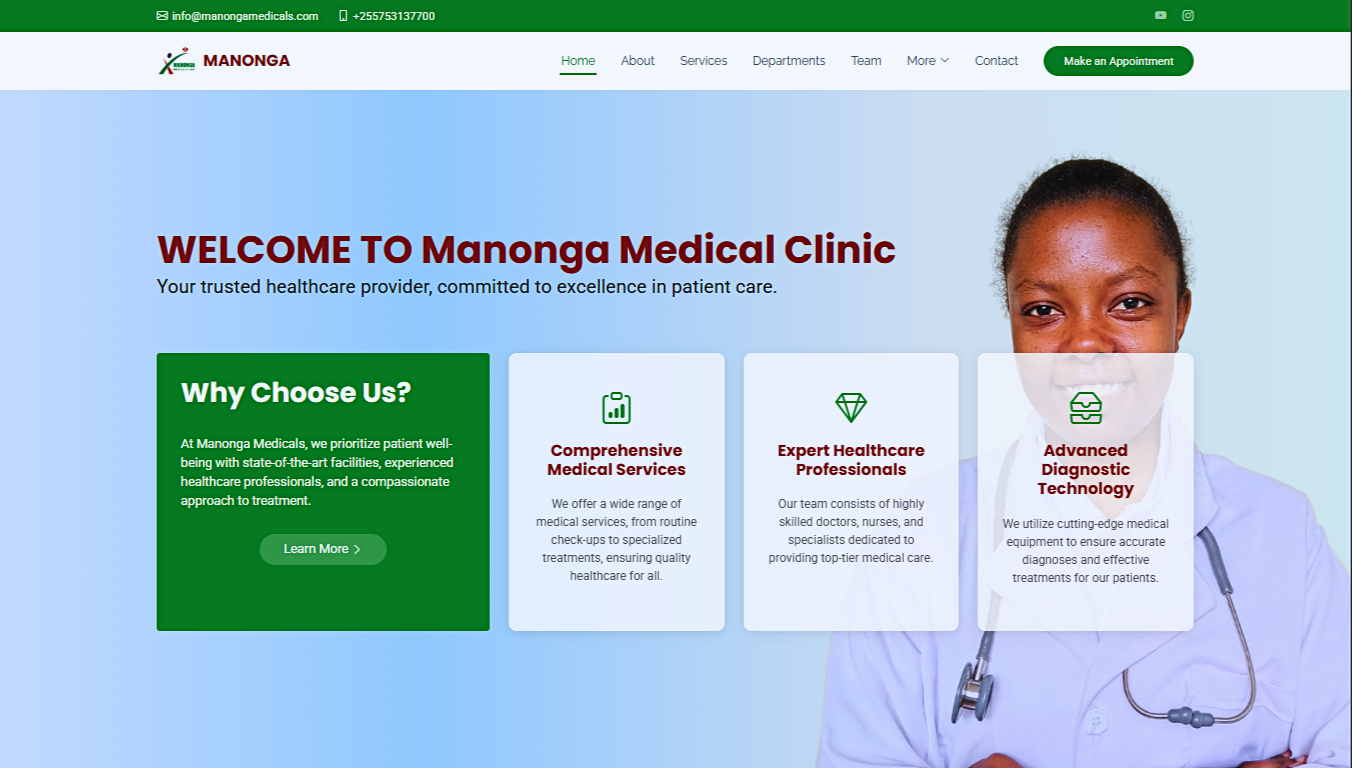 info@manongamedicals.com +255753137700
MANONGA
Home About Services Departments Team More Contact Make an Appointment
WELCOME TO Manonga Medical Clinic
Your trusted healthcare provider, committed to excellence in patient care.
Why Choose Us?
At Manonga Medicals, we prioritize patient well-
being with state-of-the-art facilities, experienced
healthcare professionals, and a compassionate
approach to treatment.
Learn More
Comprehensive
Medical Services
We offer a wide range of
medical services, from routine
check-ups to specialized
treatments, ensuring quality
healthcare for all.
Expert Healthcare
Professionals
Our team consists of highly
skilled doctors, nurses, and
specialists dedicated to
providing top-tier medical care.
Advanced
Diagnostic
Technology
We utilize cutting-edge medical
equipment to ensure accurate
diagnoses and effective
treatments for our patients.